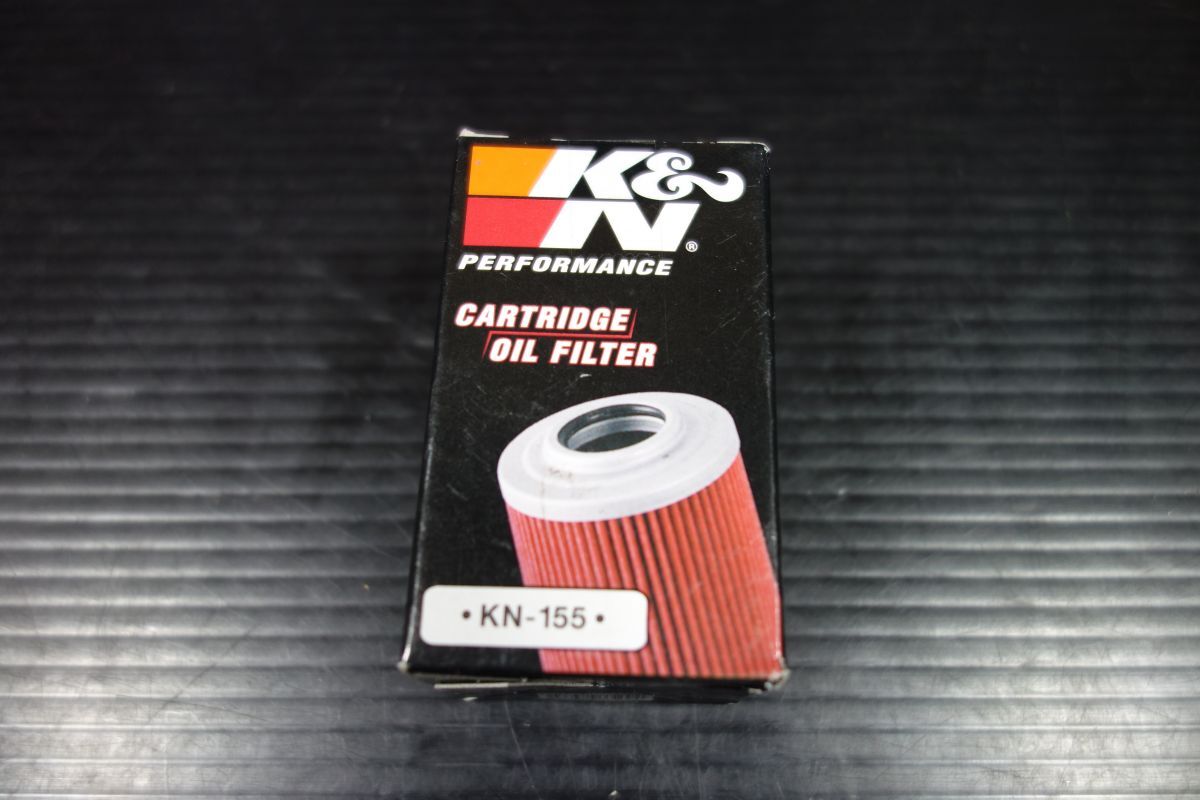 K&
N®
PERFORMANCE
CARTRIDGE
OIL FILTER
• KN-155 •